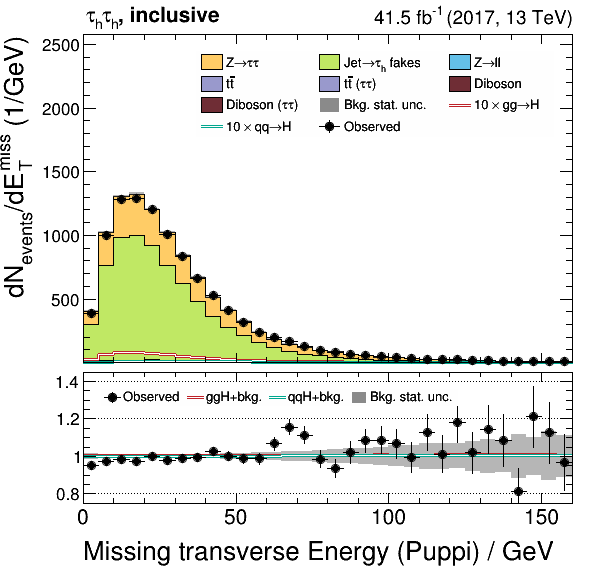 τₕτₕ, inclusive
41.5 fb⁻¹ (2017, 13 TeV)
dN_events/dE_T^miss (1/GeV)
2500
2000
1500
1000
500
Z→ττ
Jet→τₕ fakes
Z→ll
tt̄
tt̄ (ττ)
Diboson
Diboson (ττ)
Bkg. stat. unc.
10 × gg→H
10 × qq→H
Observed
1.4
1.2
1
0.8
Observed
ggH+bkg.
qqH+bkg.
Bkg. stat. unc.
0
50
100
150
Missing transverse Energy (Puppi) / GeV